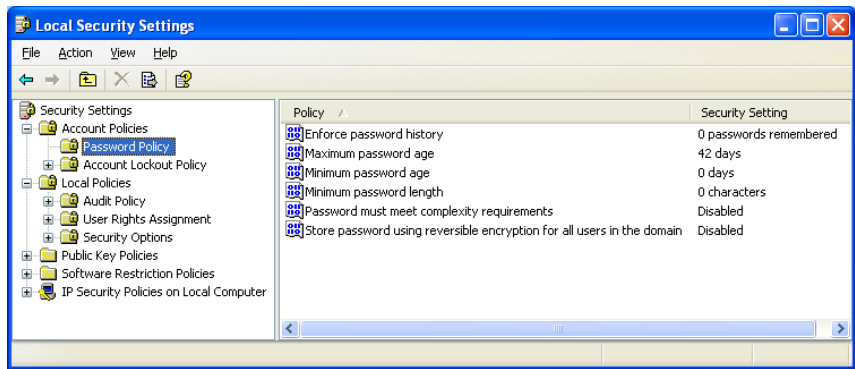 Local Security Settings
File Action View Help
Security Settings
Account Policies
Password Policy
Account Lockout Policy
Local Policies
Audit Policy
User Rights Assignment
Security Options
Public Key Policies
Software Restriction Policies
IP Security Policies on Local Computer
Policy Security Setting
Enforce password history 0 passwords remembered
Maximum password age 42 days
Minimum password age 0 days
Minimum password length 0 characters
Password must meet complexity requirements Disabled
Store password using reversible encryption for all users in the domain Disabled